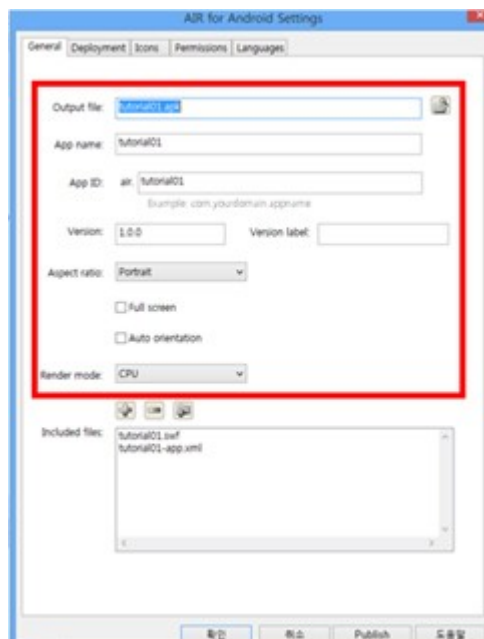 AIR for Android Settings
General Deployment Icons Permissions Languages
Output file: tutorial01.apk
App name: tutorial01
App ID: air. tutorial01
Example: com.yourdomain.appname
Version: 1.0.0 Version label:
Aspect ratio: Portrait
Full screen
Auto orientation
Render mode: CPU
Included files: tutorial01.swf
tutorial01-app.xml
확인 취소 Publish 도움말